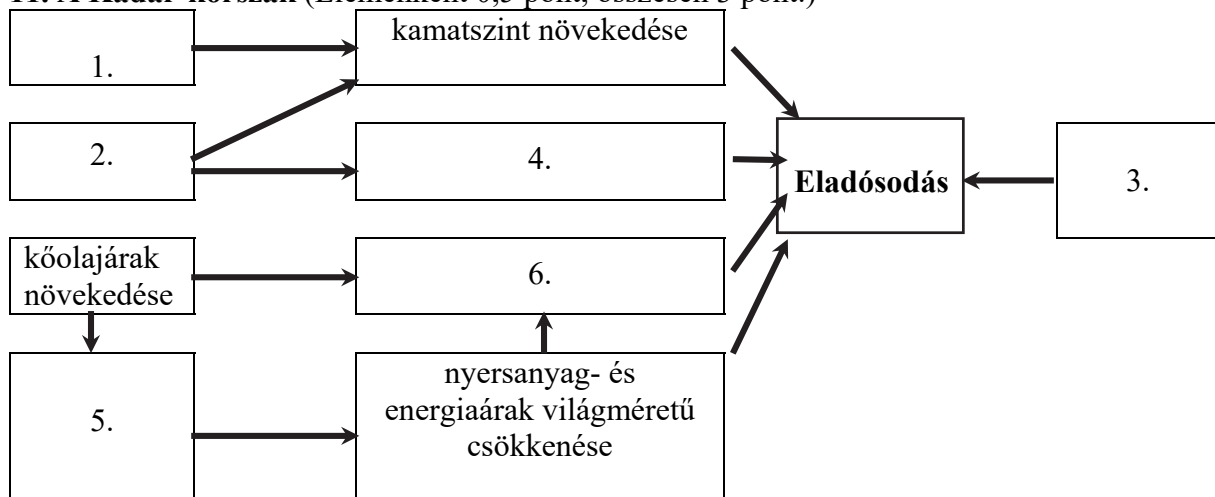 11. A Kádár-korszak (Elemenként 0,5 pont, összesen 3 pont.)
1.
kamatszint növekedése
2.
4.
Eladósodás
3.
kőolajárak
növekedése
6.
5.
nyersanyag- és
energiaárak világméretű
csökkenése